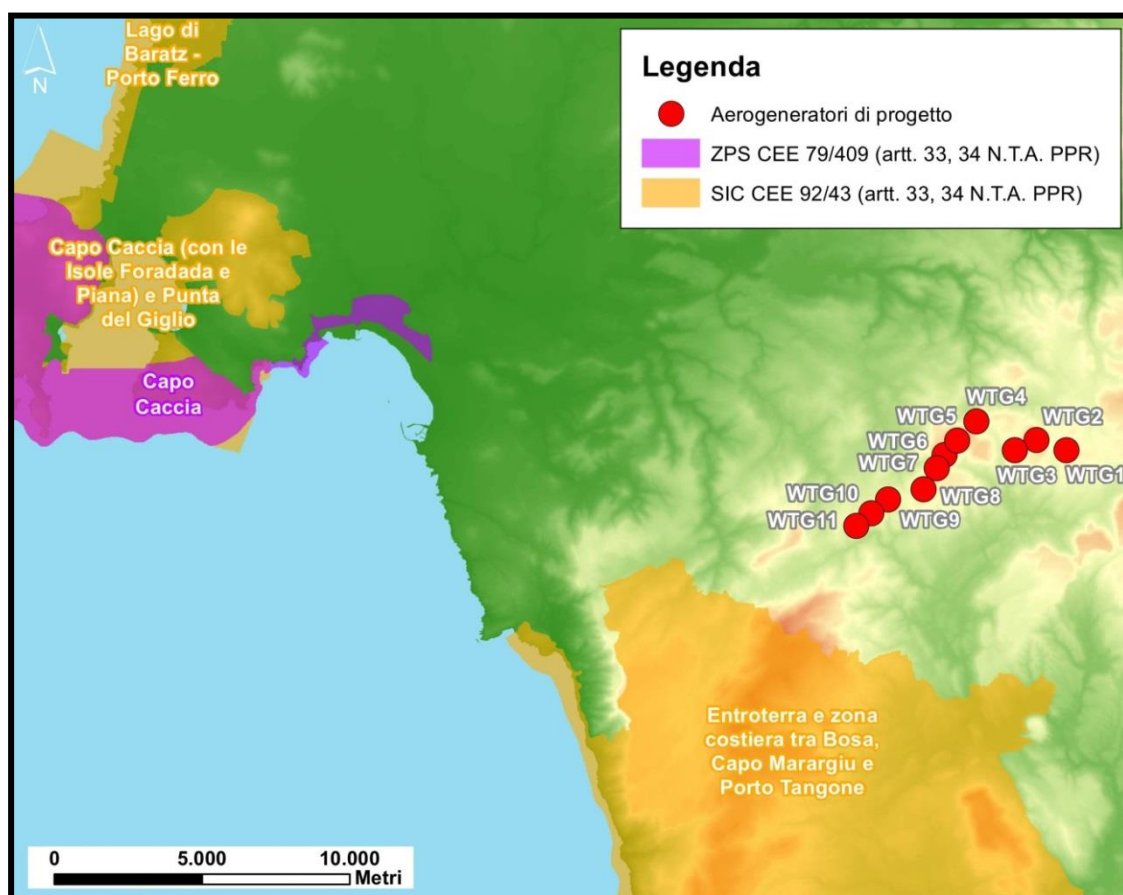 Lago di
Baratz -
Porto Ferro
N
Legenda
Aerogeneratori di progetto
ZPS CEE 79/409 (artt. 33, 34 N.T.A. PPR)
SIC CEE 92/43 (artt. 33, 34 N.T.A. PPR)
Capo Caccia (con le
Isole Foradada e
Piana) e Punta
del Giglio
Capo
Caccia
WTG4
WTG5
WTG2
WTG6
WTG7
WTG3
WTG1
WTG10
WTG8
WTG11
WTG9
Entroterra e zona
costiera tra Bosa,
Capo Marargiu e
Porto Tangone
0 5.000 10.000
Metri